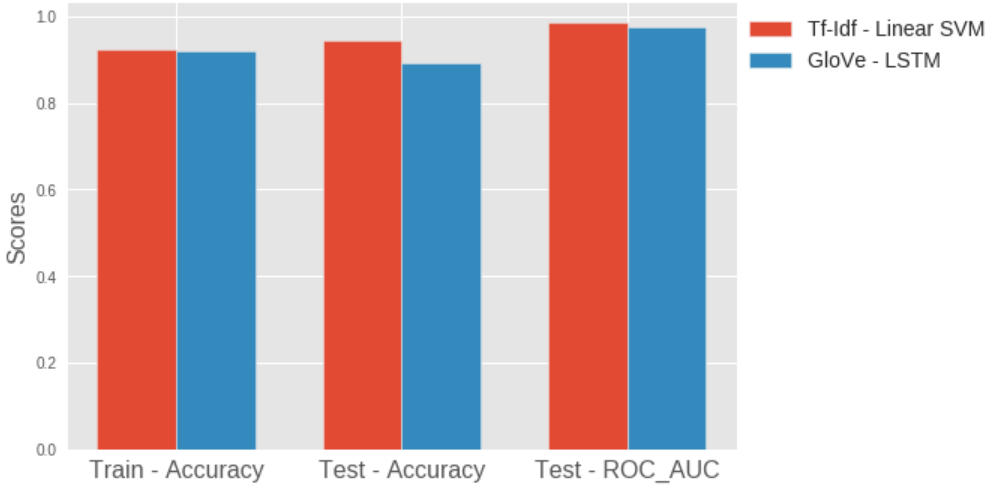 1.0
0.8
0.6
0.4
0.2
0.0
Scores
Train - Accuracy
Test - Accuracy
Test - ROC_AUC
Tf-Idf - Linear SVM
GloVe - LSTM